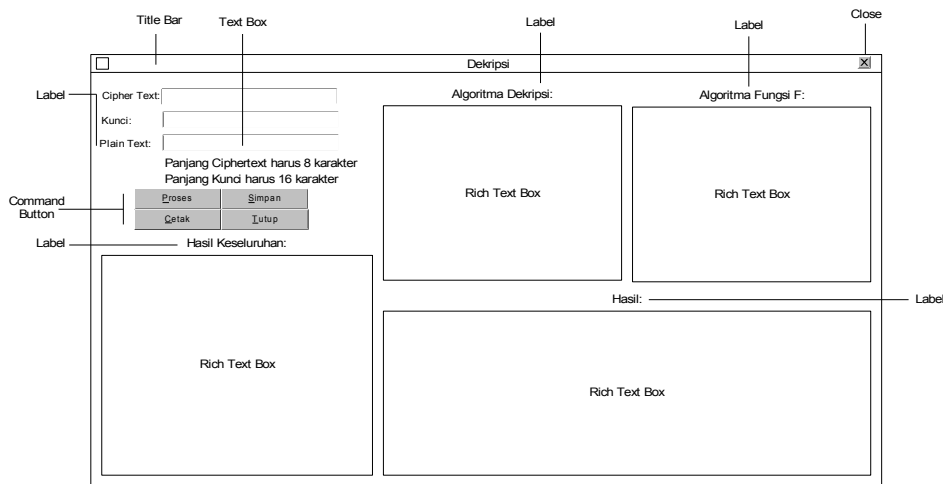 Title Bar
Text Box
Label
Label
Close
Dekripsi
X
Label
Cipher Text:
Kunci:
Plain Text:
Panjang Ciphertext harus 8 karakter
Panjang Kunci harus 16 karakter
Command
Button
Proses
Simpan
Cetak
Tutup
Label
Hasil Keseluruhan:
Rich Text Box
Algoritma Dekripsi:
Rich Text Box
Algoritma Fungsi F:
Rich Text Box
Hasil:
Label
Rich Text Box